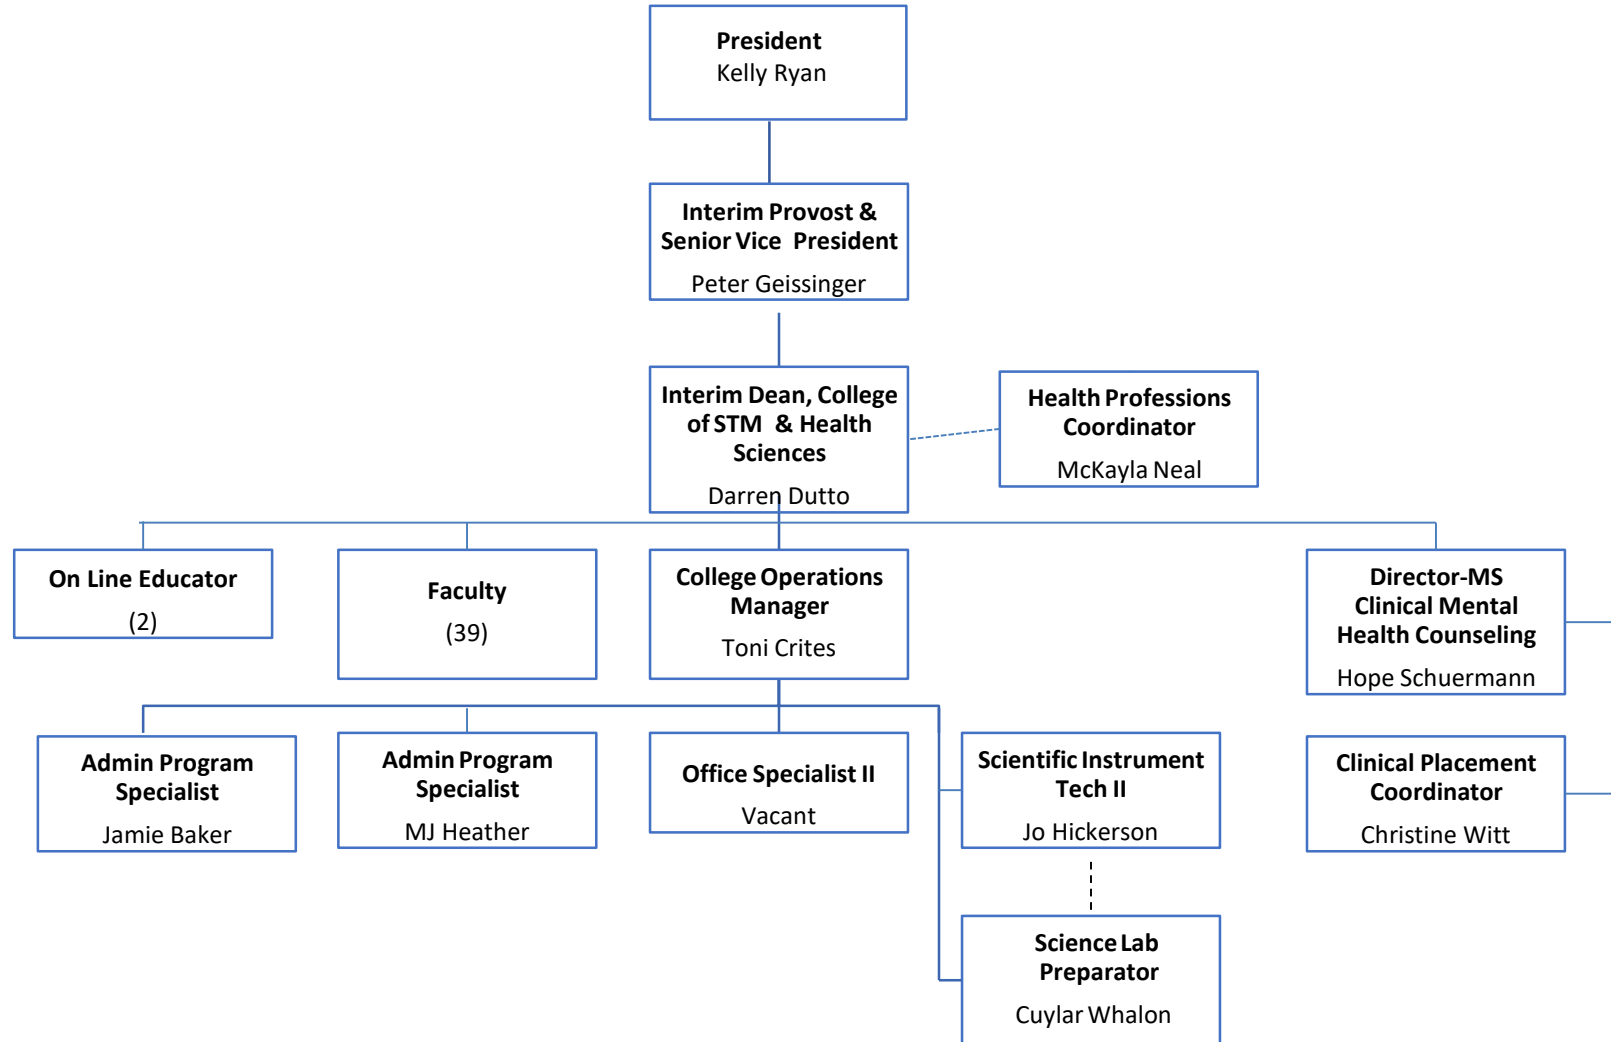 President
Kelly Ryan
Interim Provost &
Senior Vice President
Peter Geissinger
Interim Dean, College
of STM & Health
Sciences
Darren Dutto
Health Professions
Coordinator
McKayla Neal
On Line Educator
(2)
Faculty
(39)
College Operations
Manager
Toni Crites
Director-MS
Clinical Mental
Health Counseling
Hope Schuermann
Admin Program
Specialist
Jamie Baker
Admin Program
Specialist
MJ Heather
Office Specialist II
Vacant
Scientific Instrument
Tech II
Jo Hickerson
Clinical Placement
Coordinator
Christine Witt
Science Lab
Preparator
Cuylar Whalon